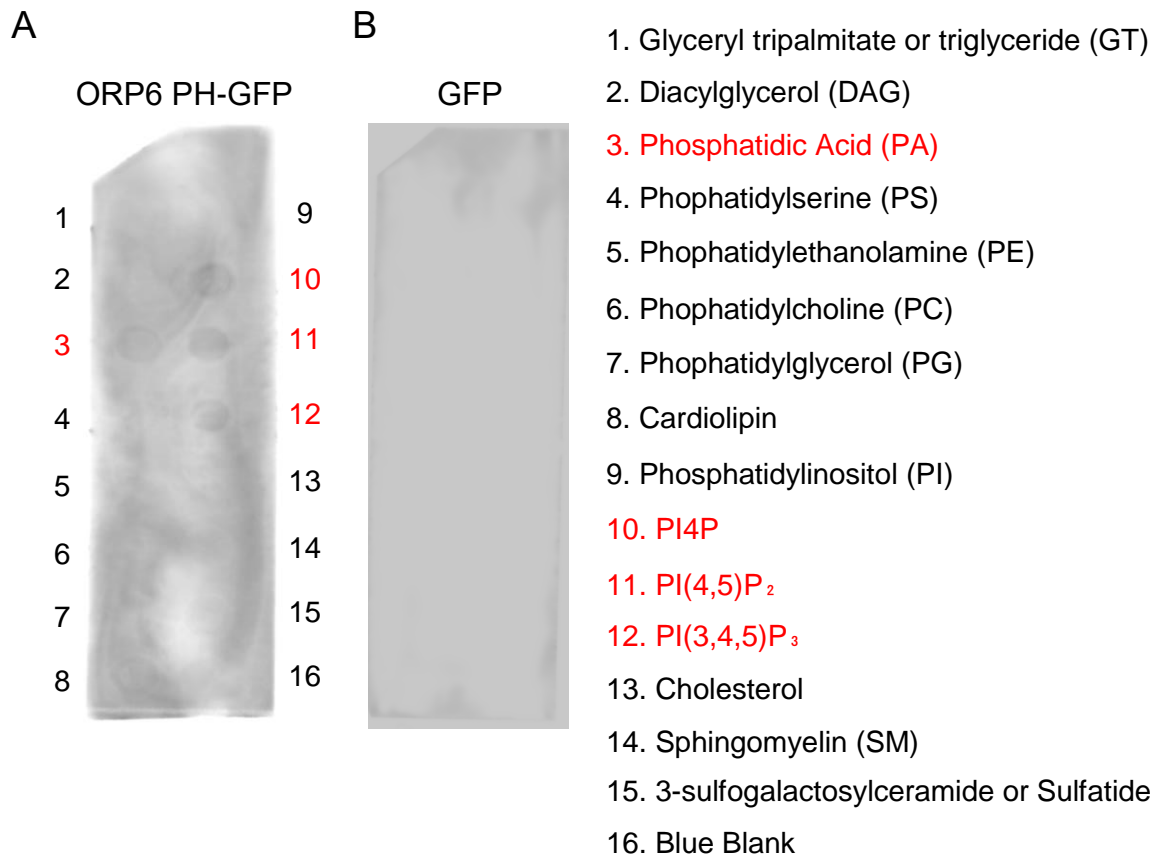 A
B
ORP6 PH-GFP
GFP
1
2
3
4
5
6
7
8
9
10
11
12
13
14
15
16
1. Glyceryl tripalmitate or triglyceride (GT)
2. Diacylglycerol (DAG)
3. Phosphatidic Acid (PA)
4. Phophatidylserine (PS)
5. Phophatidylethanolamine (PE)
6. Phophatidylcholine (PC)
7. Phophatidylglycerol (PG)
8. Cardiolipin
9. Phosphatidylinositol (PI)
10. PI4P
11. PI(4,5)P₂
12. PI(3,4,5)P₃
13. Cholesterol
14. Sphingomyelin (SM)
15. 3-sulfogalactosylceramide or Sulfatide
16. Blue Blank